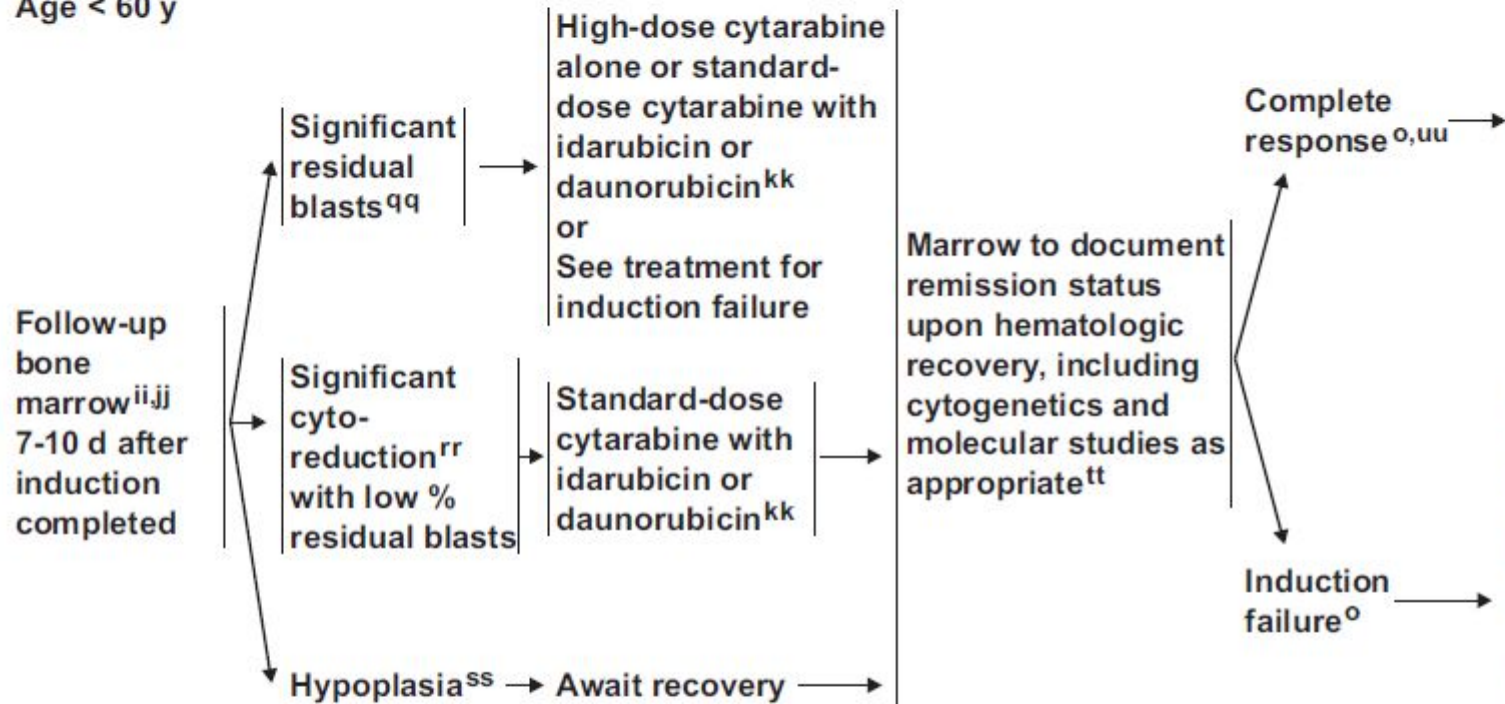 Age < 60 y
Follow-up
bone
marrow ii,jj
7-10 d after
induction
completed
Significant
residual
blasts qq
High-dose cytarabine
alone or standard-
dose cytarabine with
idarubicin or
daunorubicin kk
or
See treatment for
induction failure
Significant
cyto-
reduction rr
with low %
residual blasts
Standard-dose
cytarabine with
idarubicin or
daunorubicin kk
Hypoplasia ss
Await recovery
Marrow to document
remission status
upon hematologic
recovery, including
cytogenetics and
molecular studies as
appropriate tt
Complete
response o,uu
Induction
failure o